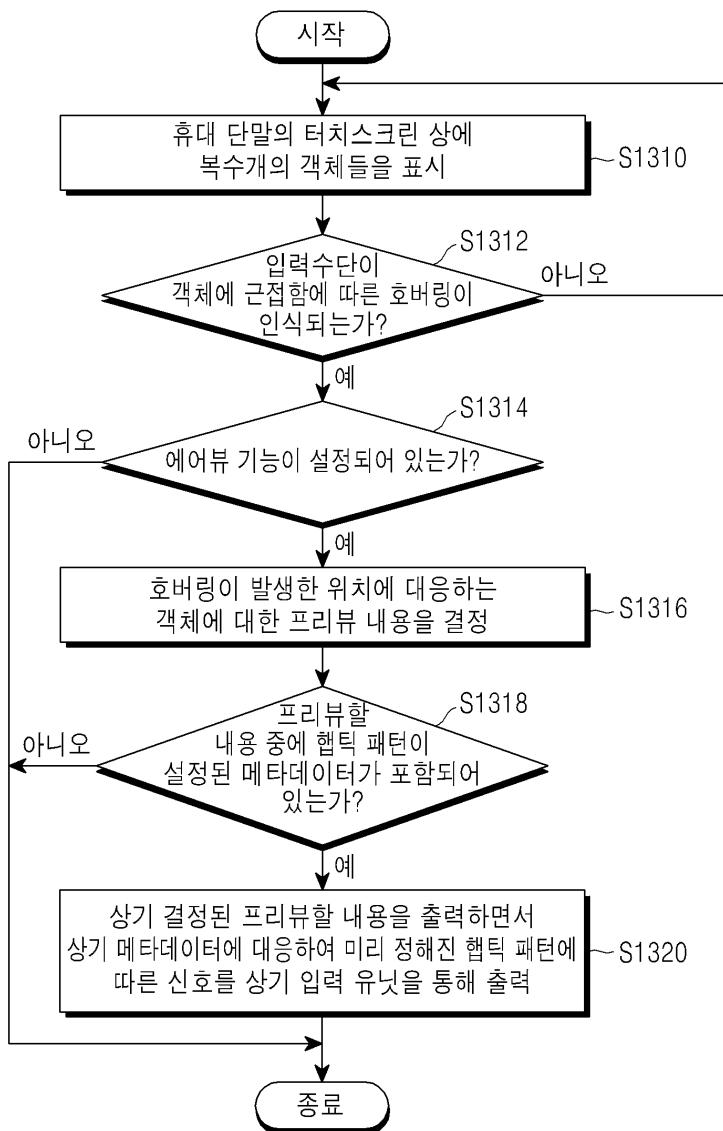 시작
휴대 단말의 터치스크린 상에
복수개의 객체들을 표시
S1310
S1312
입력수단이
객체에 근접함에 따른 호버링이
인식되는가?
아니오
예
S1314
아니오
에어뷰 기능이 설정되어 있는가?
예
호버링이 발생한 위치에 대응하는
객체에 대한 프리뷰 내용을 결정
S1316
S1318
프리뷰할
내용 중에 햅틱 패턴이
설정된 메타데이터가 포함되어
있는가?
아니오
예
상기 결정된 프리뷰할 내용을 출력하면서
상기 메타데이터에 대응하여 미리 정해진 햅틱 패턴에
따른 신호를 상기 입력 유닛을 통해 출력
S1320
종료